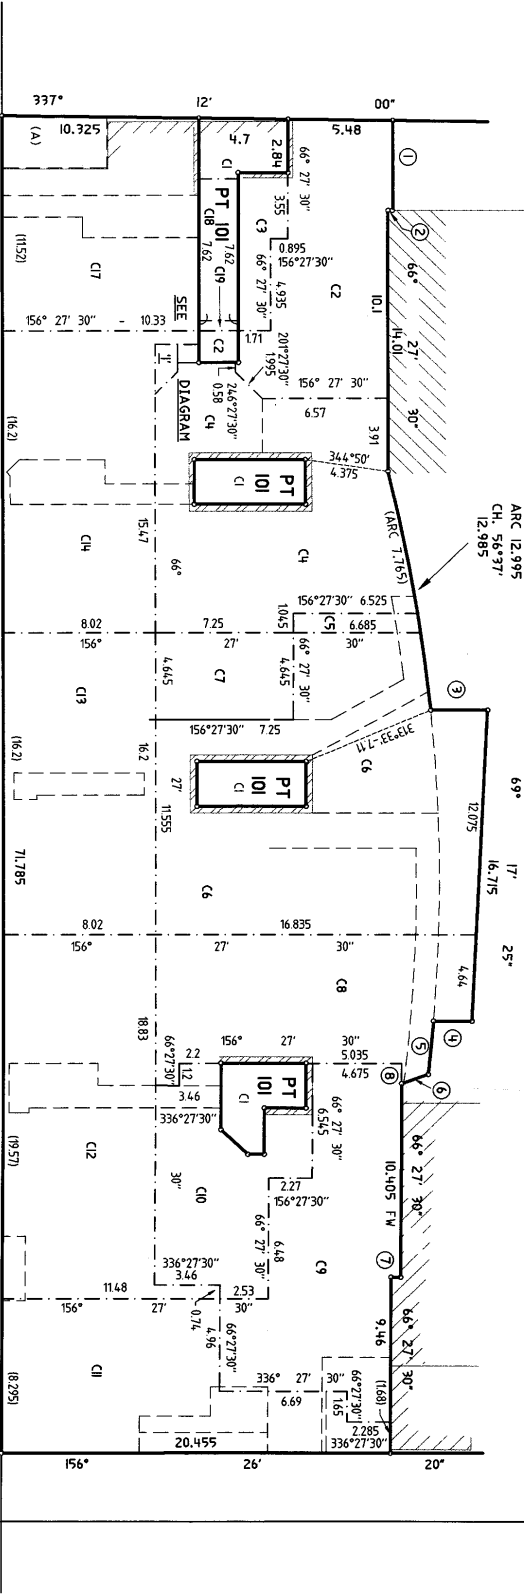 337°
12'
00"
(A)
10.325
4.7
2.84
5.48
①
66° 27' 30"
C1
3.55
②
PT 101
C18
7.62
7.62
C3
0.895
156°27'30"
66° 27' 30"
4.935
C2
10.1
66° 27' 30"
14.01
C17
(11.52)
C19
156° 27' 30" - 10.33
SEE
DIAGRAM
"1"
C2
1.71
201°27'30"
1.995
246°27'30"
0.58
C4
156° 27' 30"
6.57
3.91
(16.2)
344°50'
4.375
PT
101
C1
ARC 12.995
CH. 56°37'
12.985
(ARC 7.765)
C14
15.47
66°
C4
156°27'30" 6.525
1.045
C5
6.685
8.02
7.25
156°
27'
30"
66° 27' 30"
4.645
4.645
C7
C13
③
156°27'30" 7.25
313°33'-7.11
C6
(16.2)
16.2
27'
11.555
PT
101
C1
69°
17'
25"
12.075
16.715
71.785
C6
8.02
16.835
156°
27'
30"
4.64
C8
④
18.83
66°27'30"
2.2
1.2
3.46
336°27'30"
156° 27' 30"
5.035
4.675
⑤
⑥
⑧
PT
101
C1
6.545
66° 27' 30"
66° 27' 30"
10.405 FW
(19.57)
C12
30"
C10
2.27
156°27'30"
66° 27' 30"
6.48
C9
336°27'30"
3.46
⑦
11.48
2.53
156°
27'
30"
0.74
4.96
66°27'30"
9.46
66° 27' 30"
C11
(8.295)
336° 27' 30"
6.69
66°27'30"
1.65
(1.68)
2.285
336°27'30"
20.455
156°
26'
20"